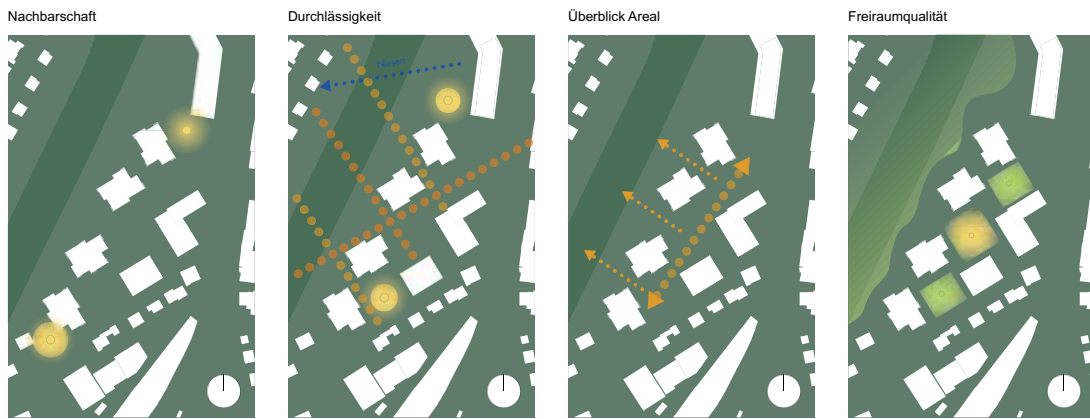 Nachbarschaft
Durchlässigkeit
Überblick Areal
Freiraumqualität
Niesen